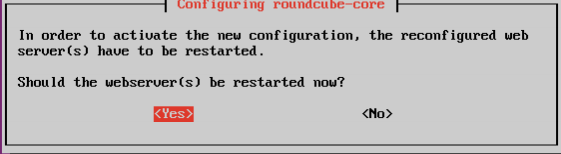 Configuring roundcube-core
In order to activate the new configuration, the reconfigured web
server(s) have to be restarted.
Should the webserver(s) be restarted now?
<Yes> <No>